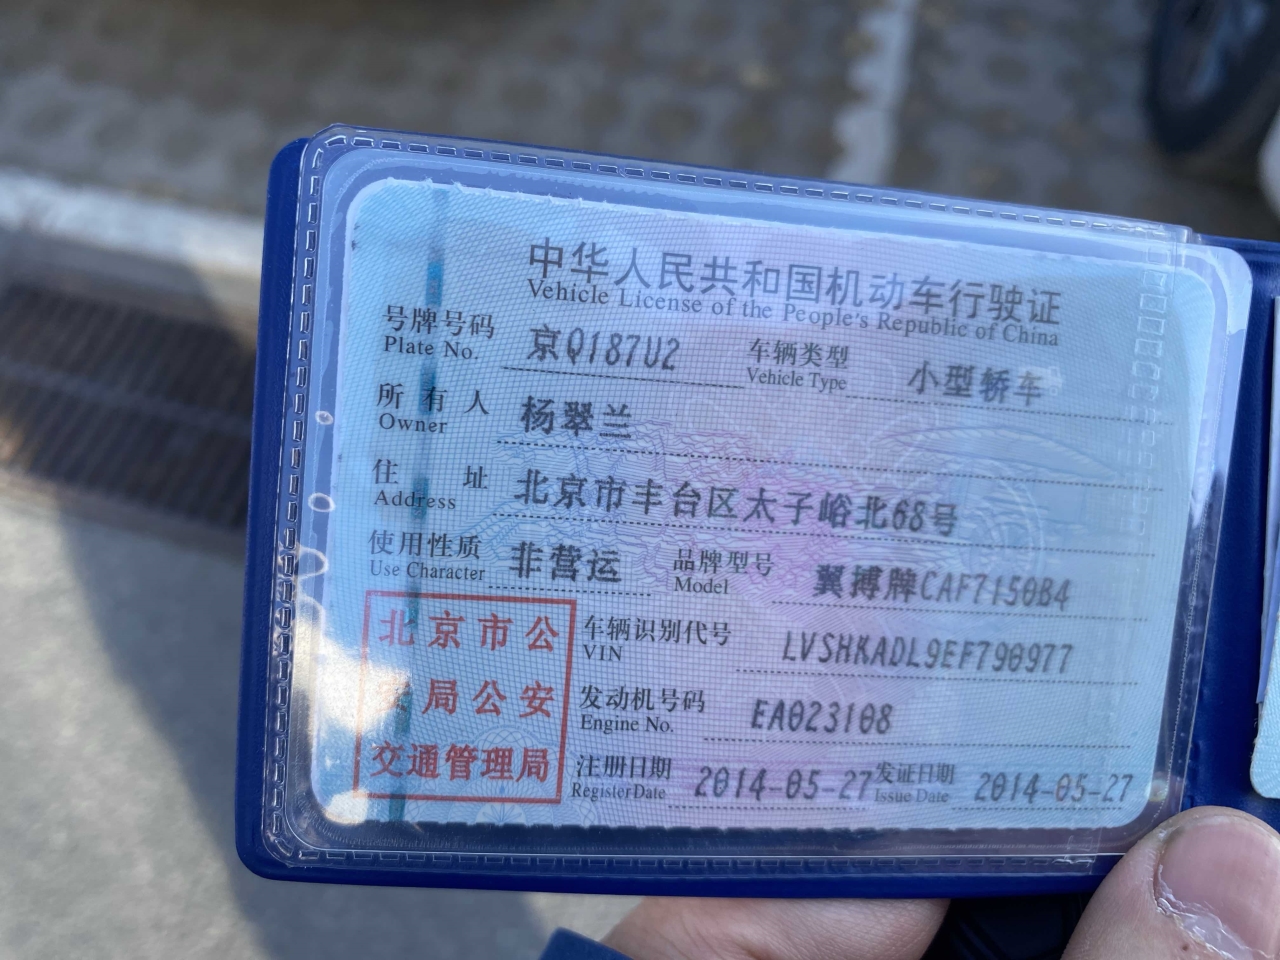 中华人民共和国机动车行驶证
Vehicle License of the People's Republic of China
号牌号码 京Q187U2 车辆类型 小型轿车
Plate No. Vehicle Type
所有人 杨翠兰
Owner
住址 北京市丰台区太子峪北68号
Address
使用性质 非营运 品牌型号 翼搏牌CAF7150B4
Use Character Model
北京市公 车辆识别代号 LVSHKADL9EF790977
VIN
局公安 发动机号码 EA023108
Engine No.
交通管理局 注册日期 2014-05-27 发证日期 2014-05-27
Register Date Issue Date